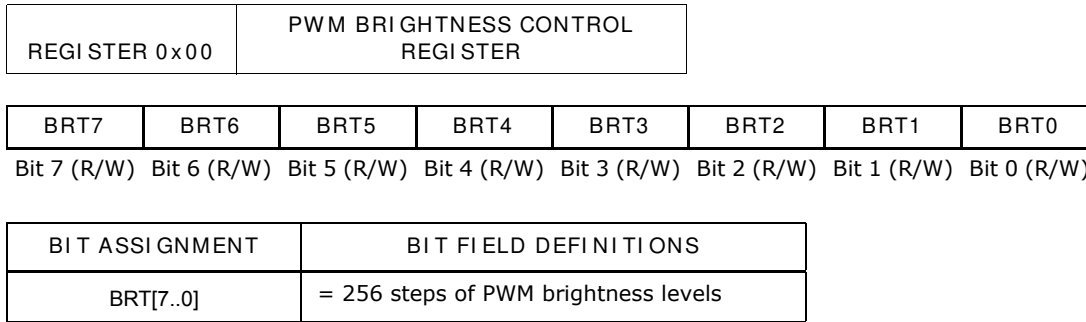 REGISTER 0x00
PWM BRIGHTNESS CONTROL
REGISTER
BRT7 BRT6 BRT5 BRT4 BRT3 BRT2 BRT1 BRT0
Bit 7 (R/W) Bit 6 (R/W) Bit 5 (R/W) Bit 4 (R/W) Bit 3 (R/W) Bit 2 (R/W) Bit 1 (R/W) Bit 0 (R/W)
BIT ASSIGNMENT BIT FIELD DEFINITIONS
BRT[7..0] = 256 steps of PWM brightness levels